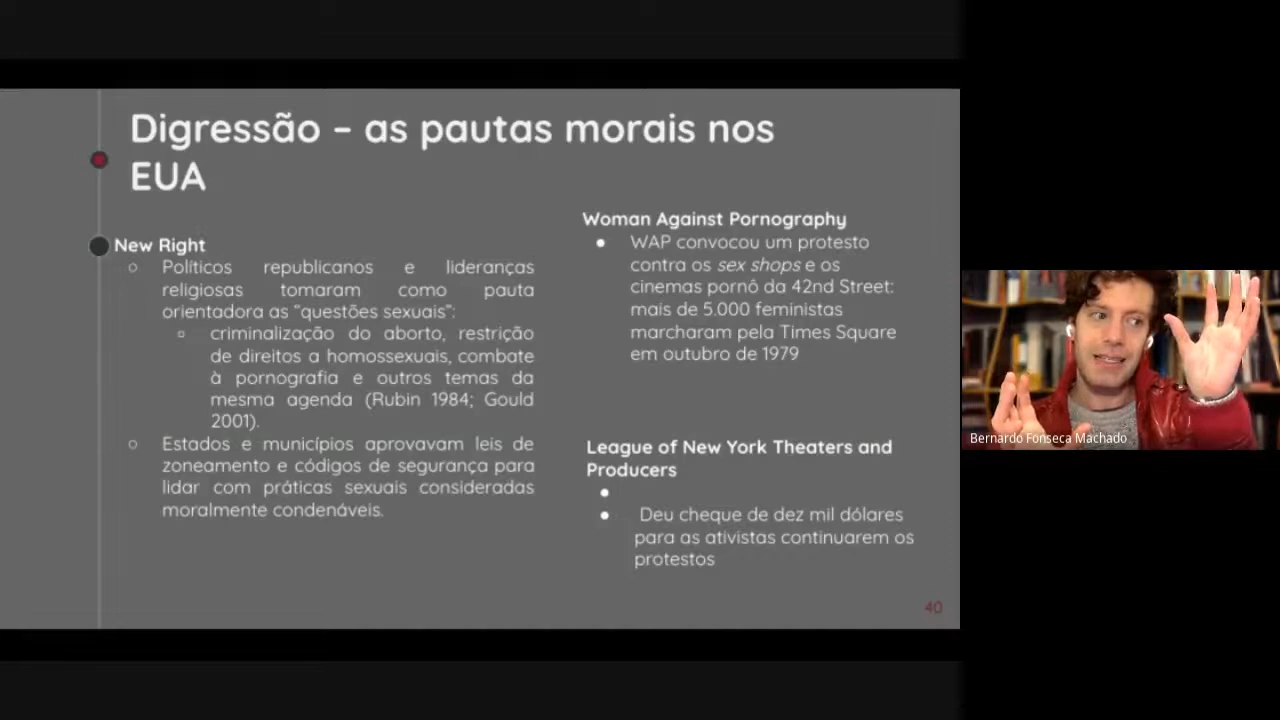 Digressão – as pautas morais nos
EUA
New Right
Políticos republicanos e lideranças
religiosas tomaram como pauta
orientadora as “questões sexuais”:
criminalização do aborto, restrição
de direitos a homossexuais, combate
à pornografia e outros temas da
mesma agenda (Rubin 1984; Gould
2001).
Estados e municípios aprovavam leis de
zoneamento e códigos de segurança para
lidar com práticas sexuais consideradas
moralmente condenáveis.
Woman Against Pornography
WAP convocou um protesto
contra os sex shops e os
cinemas pornô da 42nd Street:
mais de 5.000 feministas
marcharam pela Times Square
em outubro de 1979
League of New York Theaters and
Producers
Deu cheque de dez mil dólares
para as ativistas continuarem os
protestos
40
Bernardo Fonseca Machado